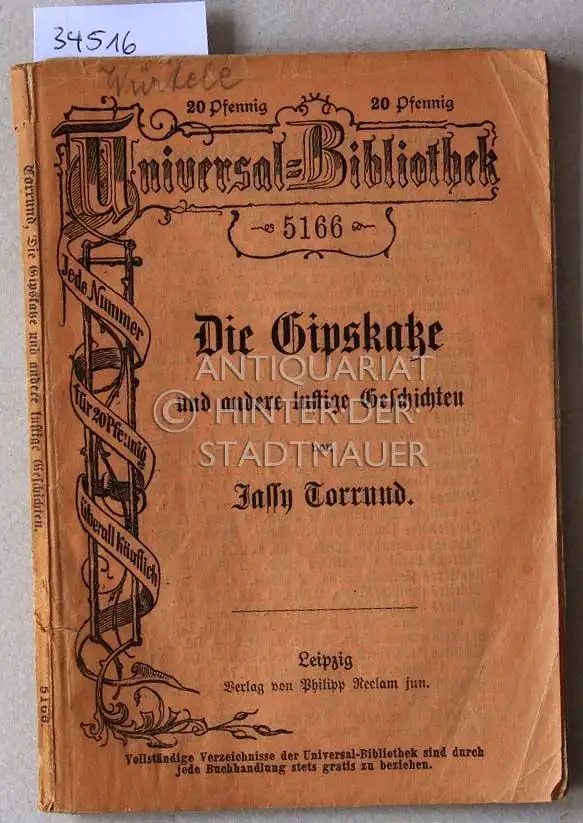 34516
Würtele
20 Pfennig 20 Pfennig
Universal-Bibliothek
5166
Jede Nummer
für 20 Pfennig
überall käuflich
Die Gipskatze
und andere lustige Geschichten
von
Jassy Torrund.
Leipzig
Verlag von Philipp Reclam jun.
Vollständige Verzeichnisse der Universal-Bibliothek sind durch
jede Buchhandlung stets gratis zu beziehen.
Torrund, Die Gipskatze und andere lustige Geschichten.
5166.
ANTIQUARIAT
© HINTER DER
STADTMAUER